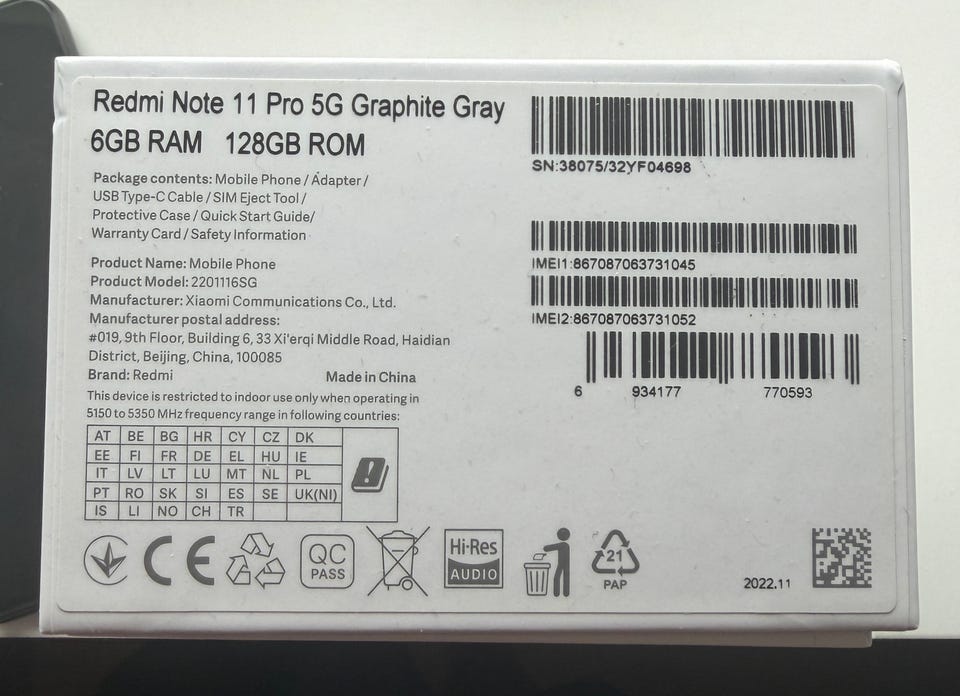 Redmi Note 11 Pro 5G Graphite Gray
6GB RAM 128GB ROM
Package contents: Mobile Phone / Adapter /
USB Type-C Cable / SIM Eject Tool /
Protective Case / Quick Start Guide/
Warranty Card / Safety Information
Product Name: Mobile Phone
Product Model: 2201116SG
Manufacturer: Xiaomi Communications Co., Ltd.
Manufacturer postal address:
#019, 9th Floor, Building 6, 33 Xi'erqi Middle Road, Haidian
District, Beijing, China, 100085
Brand: Redmi Made in China
This device is restricted to indoor use only when operating in
5150 to 5350 MHz frequency range in following countries:
AT BE BG HR CY CZ DK
EE FI FR DE EL HU IE
IT LV LT LU MT NL PL
PT RO SK SI ES SE UK(NI)
IS LI NO CH TR
SN:38075/32YF04698
IMEI1:867087063731045
IMEI2:867087063731052
6 934177 770593
CE
QC
PASS
Hi-Res
AUDIO
21
PAP
2022.11